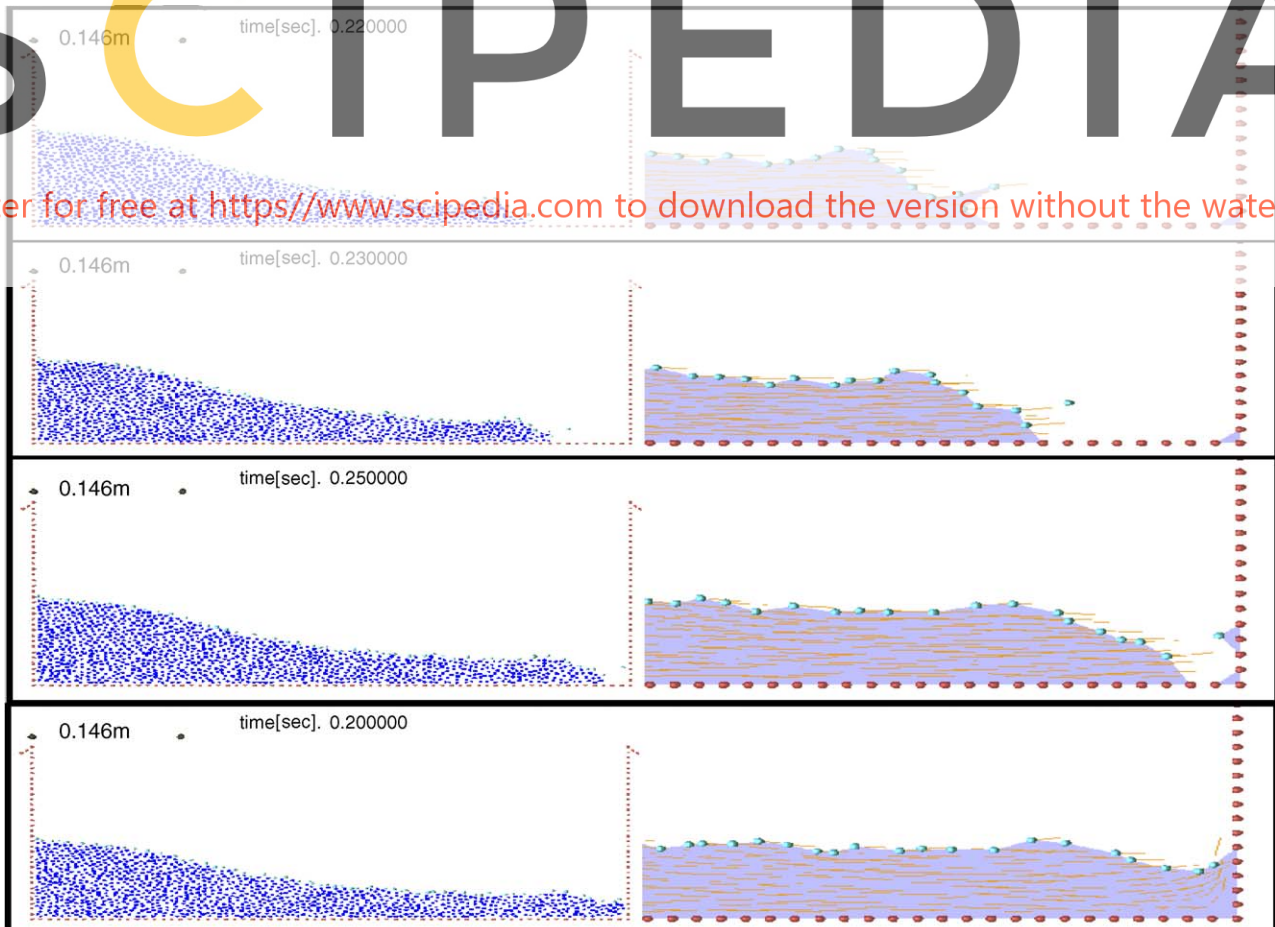 SCIPEDIA
0.146m
time[sec]. 0.220000
er for free at https//www.scipedia.com to download the version without the wate
0.146m
time[sec]. 0.230000
0.146m
time[sec]. 0.250000
0.146m
time[sec]. 0.200000